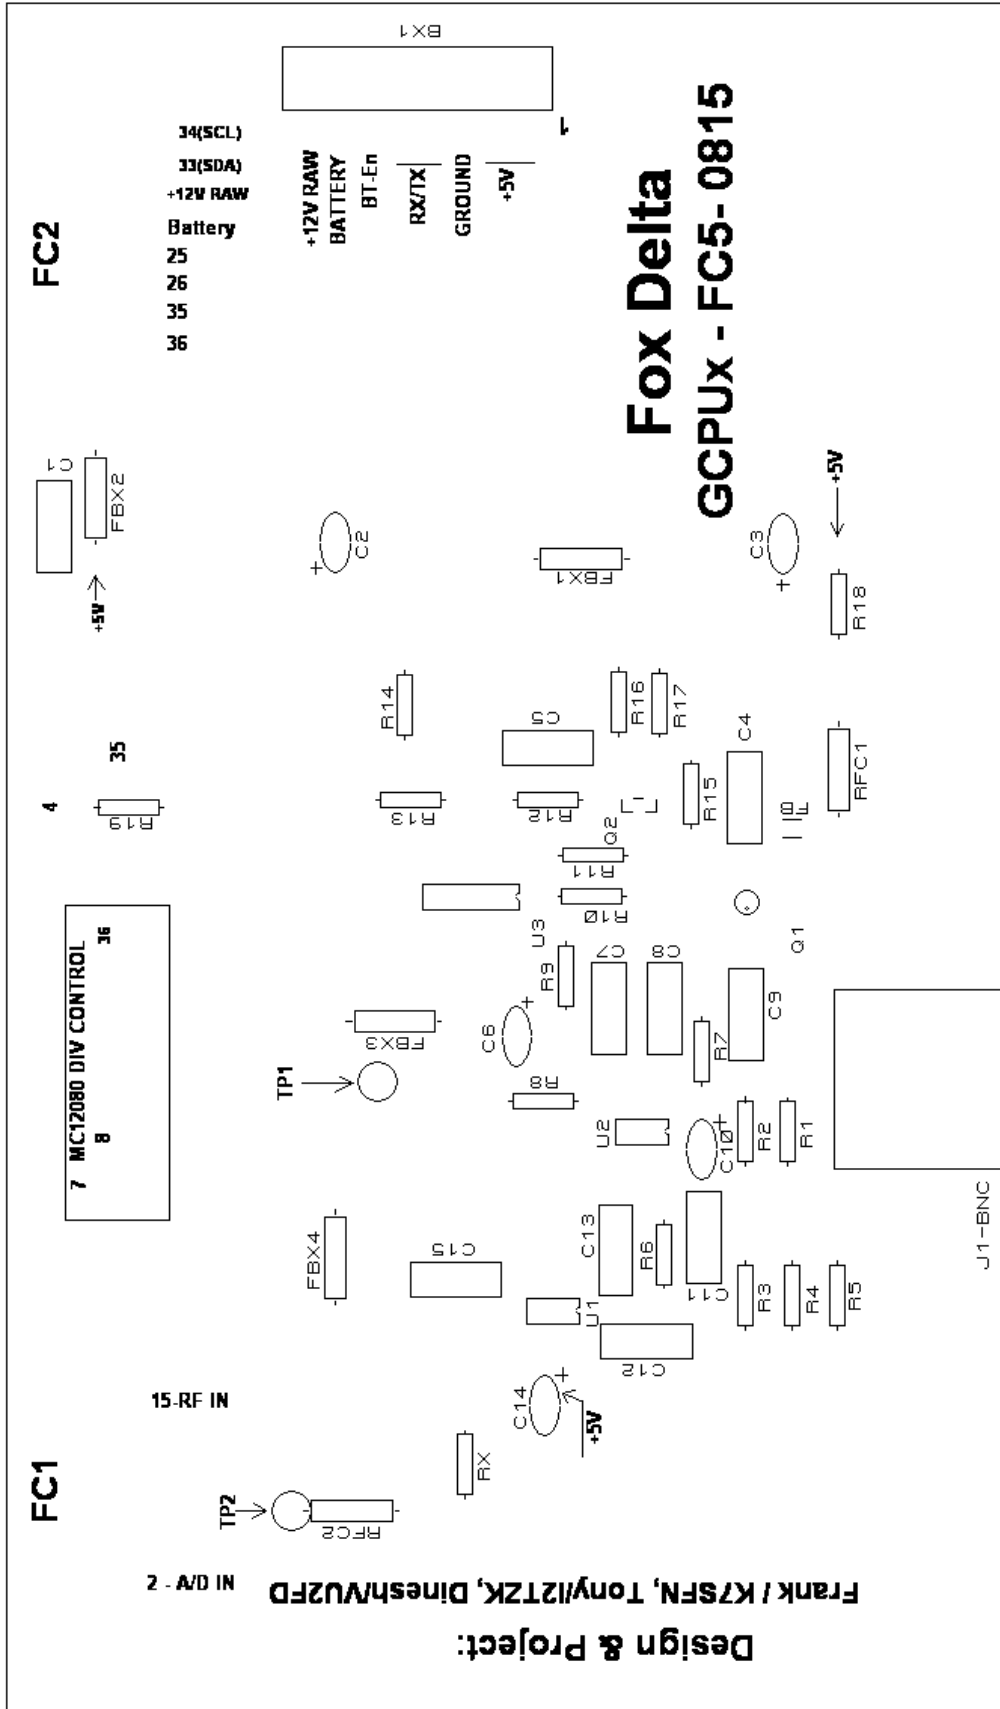 BX1
1
34(SCL)
33(SDA)
+12V RAW
Battery
25
26
35
36
FC2
+12V RAW
BATTERY
BT-En
RX/TX
GROUND
+5V
Fox Delta
GCPUx - FC5- 0815
C1
FBX2
+5V
C2
FBX1
C3
+5V
R18
R14
C5
R16
R17
C4
RFC1
35
4
R19
R13
R12
Q2
R15
FB
R11
R10
U3
Q1
7 MC12080/ DIV CONTROL
8
36
R9
C7
C8
C9
FBX3
C6
TP1
R8
R7
U2
C10
R2
R1
J1-BNC
FBX4
C15
C13
R6
C11
R3
R4
R5
U1
C12
15-RF IN
C14
+5V
FC1
RX
TP2
RFC2
2 - A/D IN
Design & Project:
Frank / K7SFN, Tony/I2TZK, Dinesh/VU2FD